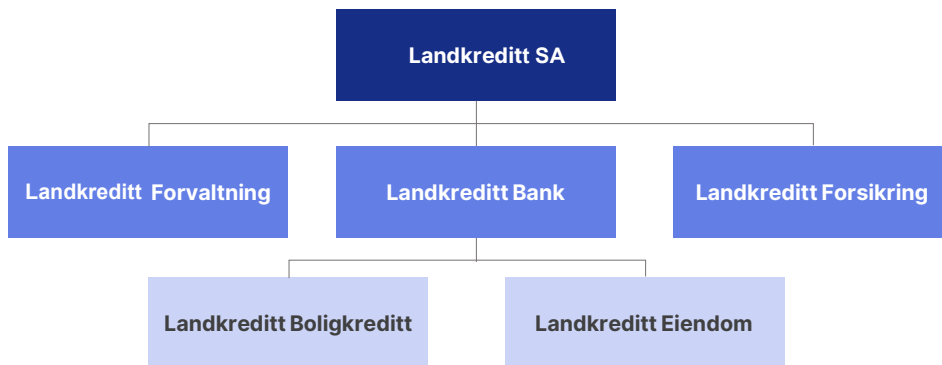 Landkreditt SA
Landkreditt Forvaltning
Landkreditt Bank
Landkreditt Forsikring
Landkreditt Boligkreditt
Landkreditt Eiendom